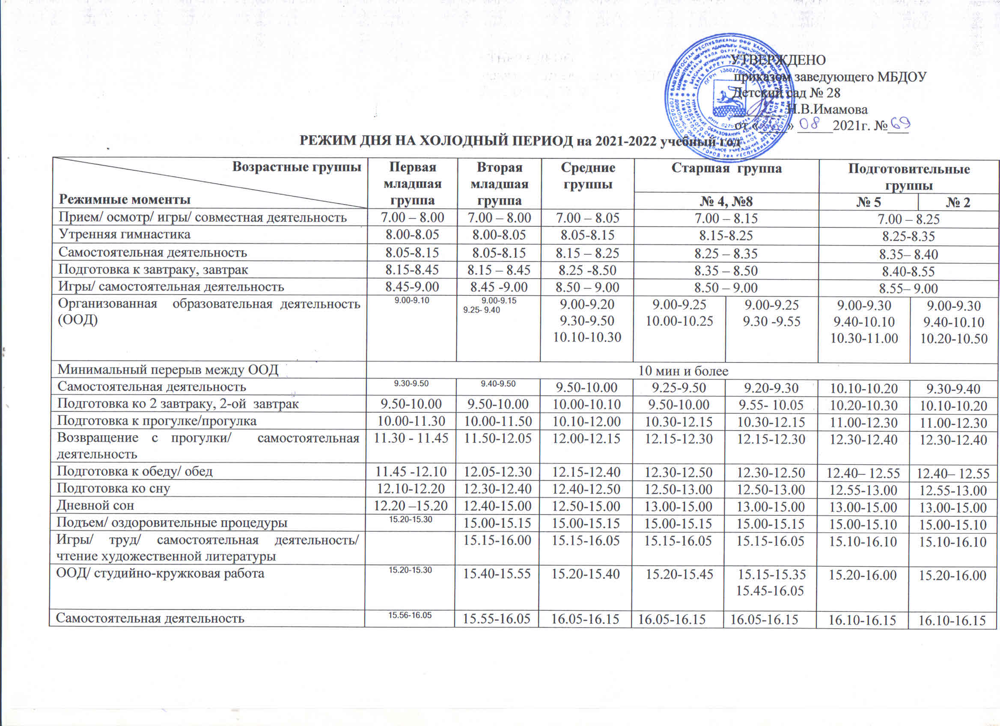 УТВЕРЖДЕНО
приказом заведующего МБДОУ
Детский сад № 28
Н.В.Имамова
от « » 08 2021г. № 69
РЕЖИМ ДНЯ НА ХОЛОДНЫЙ ПЕРИОД на 2021-2022 учебный год
Возрастные группы Первая Вторая Средние Старшая группа Подготовительные
младшая младшая группы группы
Режимные моменты группа группа № 4, №8 № 5 № 2
Прием/ осмотр/ игры/ совместная деятельность 7.00 – 8.00 7.00 – 8.00 7.00 – 8.05 7.00 – 8.15 7.00 – 8.25
Утренняя гимнастика 8.00-8.05 8.00-8.05 8.05-8.15 8.15-8.25 8.25-8.35
Самостоятельная деятельность 8.05-8.15 8.05-8.15 8.15 – 8.25 8.25 – 8.35 8.35– 8.40
Подготовка к завтраку, завтрак 8.15-8.45 8.15 – 8.45 8.25 -8.50 8.35 – 8.50 8.40-8.55
Игры/ самостоятельная деятельность 8.45-9.00 8.45 -9.00 8.50 – 9.00 8.50 – 9.00 8.55– 9.00
Организованная образовательная деятельность 9.00-9.10 9.00-9.15 9.00-9.20 9.00-9.25 9.00-9.25 9.00-9.30 9.00-9.30
(ООД) 9.25- 9.40 9.30-9.50 10.00-10.25 9.30 -9.55 9.40-10.10 9.40-10.10
10.10-10.30 10.30-11.00 10.20-10.50
Минимальный перерыв между ООД 10 мин и более
Самостоятельная деятельность 9.30-9.50 9.40-9.50 9.50-10.00 9.25-9.50 9.20-9.30 10.10-10.20 9.30-9.40
Подготовка ко 2 завтраку, 2-ой завтрак 9.50-10.00 9.50-10.00 10.00-10.10 9.50-10.00 9.55- 10.05 10.20-10.30 10.10-10.20
Подготовка к прогулке/прогулка 10.00-11.30 10.00-11.50 10.10-12.00 10.30-12.15 10.30-12.15 11.00-12.30 11.00-12.30
Возвращение с прогулки/ самостоятельная 11.30 - 11.45 11.50-12.05 12.00-12.15 12.15-12.30 12.15-12.30 12.30-12.40 12.30-12.40
деятельность
Подготовка к обеду/ обед 11.45 -12.10 12.05-12.30 12.15-12.40 12.30-12.50 12.30-12.50 12.40– 12.55 12.40– 12.55
Подготовка ко сну 12.10-12.20 12.30-12.40 12.40-12.50 12.50-13.00 12.50-13.00 12.55-13.00 12.55-13.00
Дневной сон 12.20 –15.20 12.40-15.00 12.50-15.00 13.00-15.00 13.00-15.00 13.00-15.00 13.00-15.00
Подъем/ оздоровительные процедуры 15.20-15.30 15.00-15.15 15.00-15.15 15.00-15.15 15.00-15.15 15.00-15.10 15.00-15.10
Игры/ труд/ самостоятельная деятельность/ 15.15-16.00 15.15-16.05 15.15-16.05 15.15-16.05 15.10-16.10 15.10-16.10
чтение художественной литературы
ООД/ студийно-кружковая работа 15.20-15.30 15.40-15.55 15.20-15.40 15.20-15.45 15.15-15.35 15.20-16.00 15.20-16.00
15.45-16.05
Самостоятельная деятельность 15.56-16.05 15.55-16.05 16.05-16.15 16.05-16.15 16.05-16.15 16.10-16.15 16.10-16.15